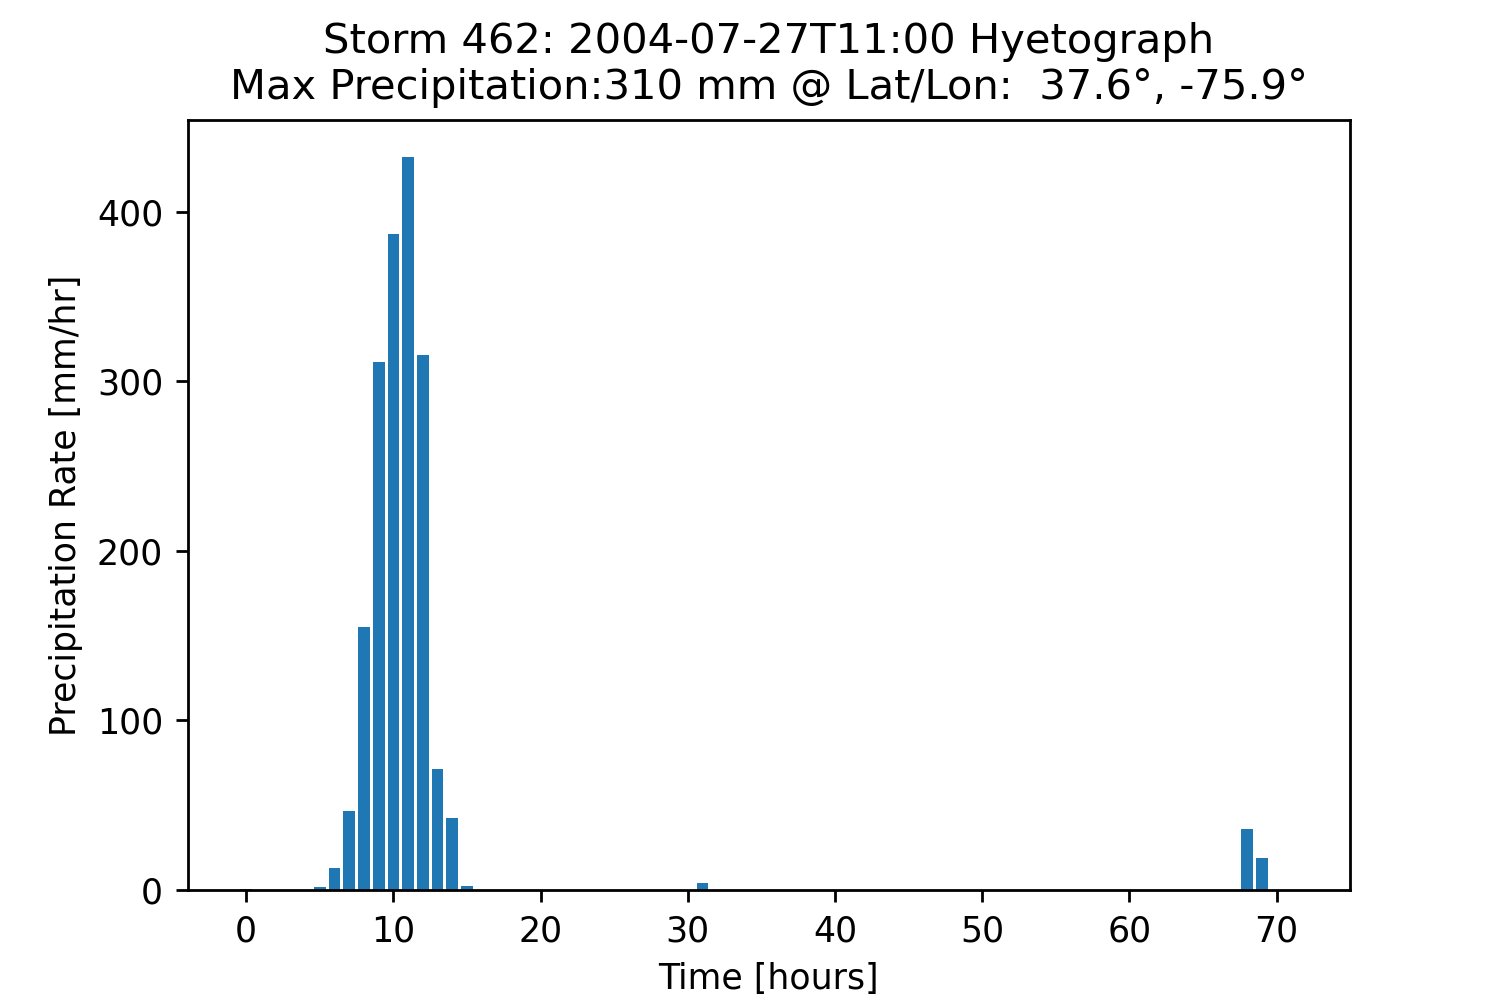 Storm 462: 2004-07-27T11:00 Hyetograph
Max Precipitation:310 mm @ Lat/Lon:  37.6°, -75.9°
Precipitation Rate [mm/hr]
400
300
200
100
0
0 10 20 30 40 50 60 70
Time [hours]